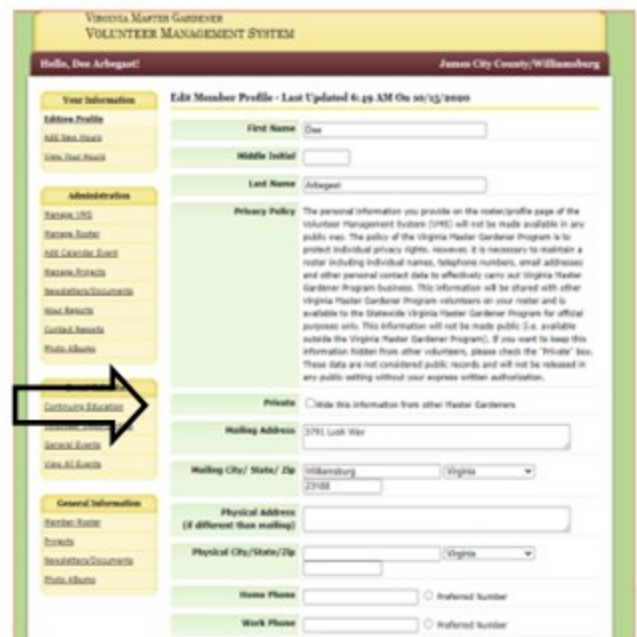 VIRGINIA MASTER GARDENER
VOLUNTEER MANAGEMENT SYSTEM
Hello, Dee Arbegast!
James City County/Williamsburg
Your Information
Editing Profile
Add New Hours
View Your Hours
Administration
Manage VMS
Manage Roster
Add Calendar Event
Manage Projects
Newsletters/Documents
Hour Reports
Contact Reports
Photo Albums
Continuing Education
General Events
View All Events
General Information
Member Roster
Projects
Newsletters/Documents
Photo Albums
Edit Member Profile - Last Updated 6:49 AM On 10/15/2020
First Name Dee
Middle Initial
Last Name Arbegast
Privacy Policy The personal information you provide on the roster/profile page of the
Volunteer Management System (VMS) will not be made available in any
public way. The policy of the Virginia Master Gardener Program is to
protect individual privacy rights. However, it is necessary to maintain a
roster including individual names, telephone numbers, email addresses
and other personal contact data to effectively carry out Virginia Master
Gardener Program business. This information will be shared with other
Virginia Master Gardener Program volunteers on your roster and is
available to the Statewide Virginia Master Gardener Program for official
purposes only. This information will not be made public (i.e. available
outside the Virginia Master Gardener Program). If you want to keep this
information hidden from other volunteers, please check the "Private" box.
These data are not considered public records and will not be released in
any public setting without your express written authorization.
Private Hide this information from other Master Gardeners
Mailing Address 3791 Lusk Way
Mailing City/ State/ Zip Williamsburg Virginia
23188
Physical Address
(if different than mailing)
Physical City/State/Zip Virginia
Home Phone Preferred Number
Work Phone Preferred Number